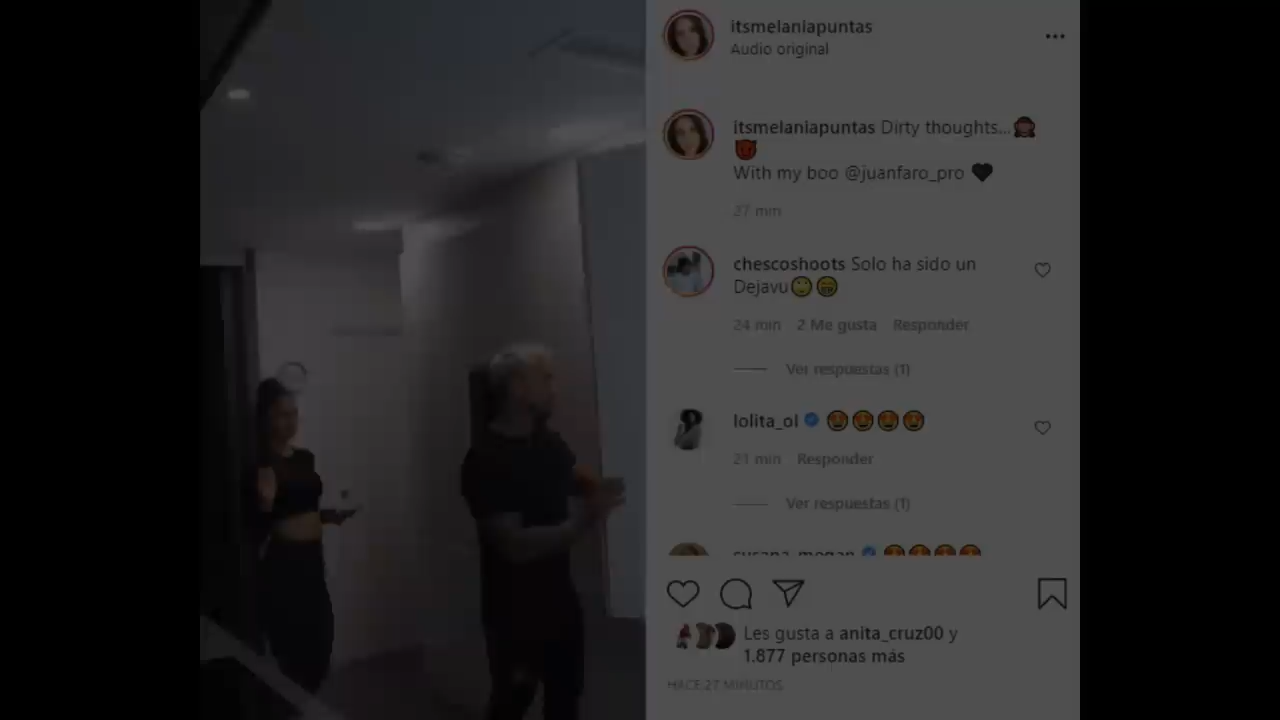 itsmelaniapuntas
Audio original
itsmelaniapuntas Dirty thoughts...🙊
😈
With my boo @juanfaro_pro 🖤
27 min
chescoshoots Solo ha sido un
Dejavu🙄😁
24 min 2 Me gusta Responder
Ver respuestas (1)
lolita_ol 😍😍😍😍
21 min Responder
Ver respuestas (1)
susana_mogan 😍😍😍😍
Les gusta a anita_cruz00 y
1.877 personas más
HACE 27 MINUTOS